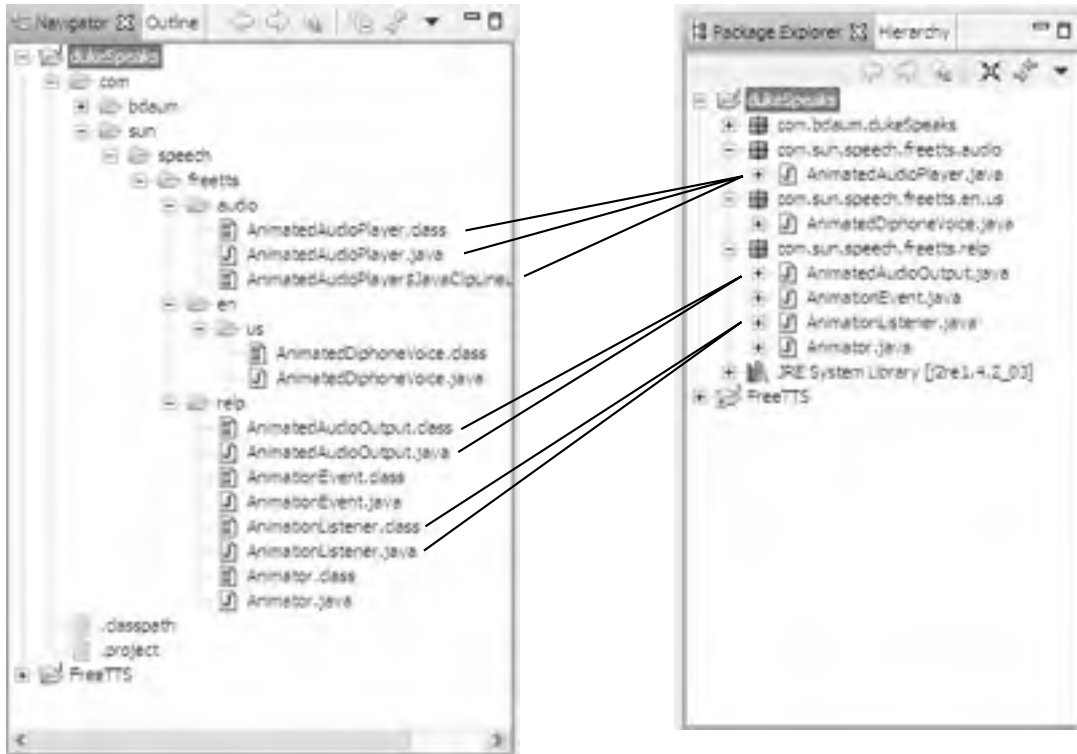 Navigator Outline
dukeSpeaks
com
bdaum
sun
speech
freetts
audio
AnimatedAudioPlayer.class
AnimatedAudioPlayer.java
AnimatedAudioPlayer$JavaClipLineL
en
us
AnimatedDiphoneVoice.class
AnimatedDiphoneVoice.java
relp
AnimatedAudioOutput.class
AnimatedAudioOutput.java
AnimationEvent.class
AnimationEvent.java
AnimationListener.class
AnimationListener.java
Animator.class
Animator.java
.classpath
.project
FreeTTS
Package Explorer Hierarchy
dukeSpeaks
com.bdaum.dukeSpeaks
com.sun.speech.freetts.audio
AnimatedAudioPlayer.java
com.sun.speech.freetts.en.us
AnimatedDiphoneVoice.java
com.sun.speech.freetts.relp
AnimatedAudioOutput.java
AnimationEvent.java
AnimationListener.java
Animator.java
JRE System Library [j2re1.4.2_03]
FreeTTS